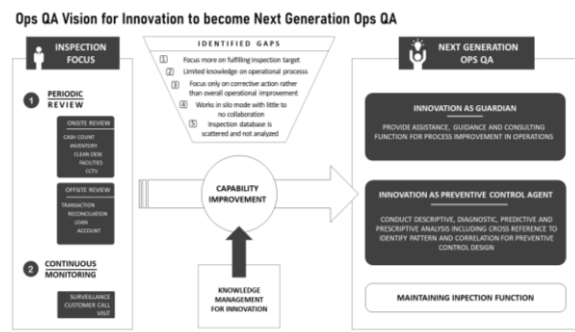 Ops QA Vision for Innovation to become Next Generation Ops QA
INSPECTION
FOCUS
1 PERIODIC
REVIEW
ONSITE REVIEW
CASH COUNT
INVENTORY
CLEAN DESK
FACILITIES
CCTV
OFFSITE REVIEW
TRANSACTION
RECONCILIATION
LOAN
ACCOUNT
2 CONTINUOUS
MONITORING
SURVEILLANCE
CUSTOMER CALL
VISIT
IDENTIFIED GAPS
1 Focus more on fulfilling inspection target
2 Limited knowledge on operational process
3 Focus only on corrective action rather
than overall operational improvement
4 Works in silo mode with little to
no collaboration
5 Inspection database is
scattered and not analyzed
CAPABILITY
IMPROVEMENT
KNOWLEDGE
MANAGEMENT
FOR INNOVATION
NEXT GENERATION
OPS QA
INNOVATION AS GUARDIAN
PROVIDE ASSISTANCE, GUIDANCE AND CONSULTING
FUNCTION FOR PROCESS IMPROVEMENT IN OPERATIONS
INNOVATION AS PREVENTIVE CONTROL AGENT
CONDUCT DESCRIPTIVE, DIAGNOSTIC, PREDICTIVE AND
PRESCRIPTIVE ANALYSIS INCLUDING CROSS REFERENCE TO
IDENTIFY PATTERN AND CORRELATION FOR PREVENTIVE
CONTROL DESIGN
MAINTAINING INPECTION FUNCTION